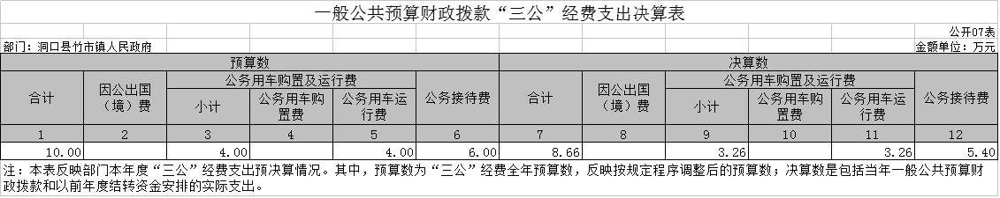 一般公共预算财政拨款“三公”经费支出决算表
公开07表
部门：洞口县竹市镇人民政府 金额单位：万元
预算数 决算数
合计 因公出国（境）费 公务用车购置及运行费 公务接待费 合计 因公出国（境）费 公务用车购置及运行费 公务接待费
小计 公务用车购置费 公务用车运行费 小计 公务用车购置费 公务用车运行费
1 2 3 4 5 6 7 8 9 10 11 12
10.00 4.00 4.00 6.00 8.66 3.26 3.26 5.40
注：本表反映部门本年度“三公”经费支出预决算情况。其中，预算数为“三公”经费全年预算数，反映按规定程序调整后的预算数；决算数是包括当年一般公共预算财
政拨款和以前年度结转资金安排的实际支出。